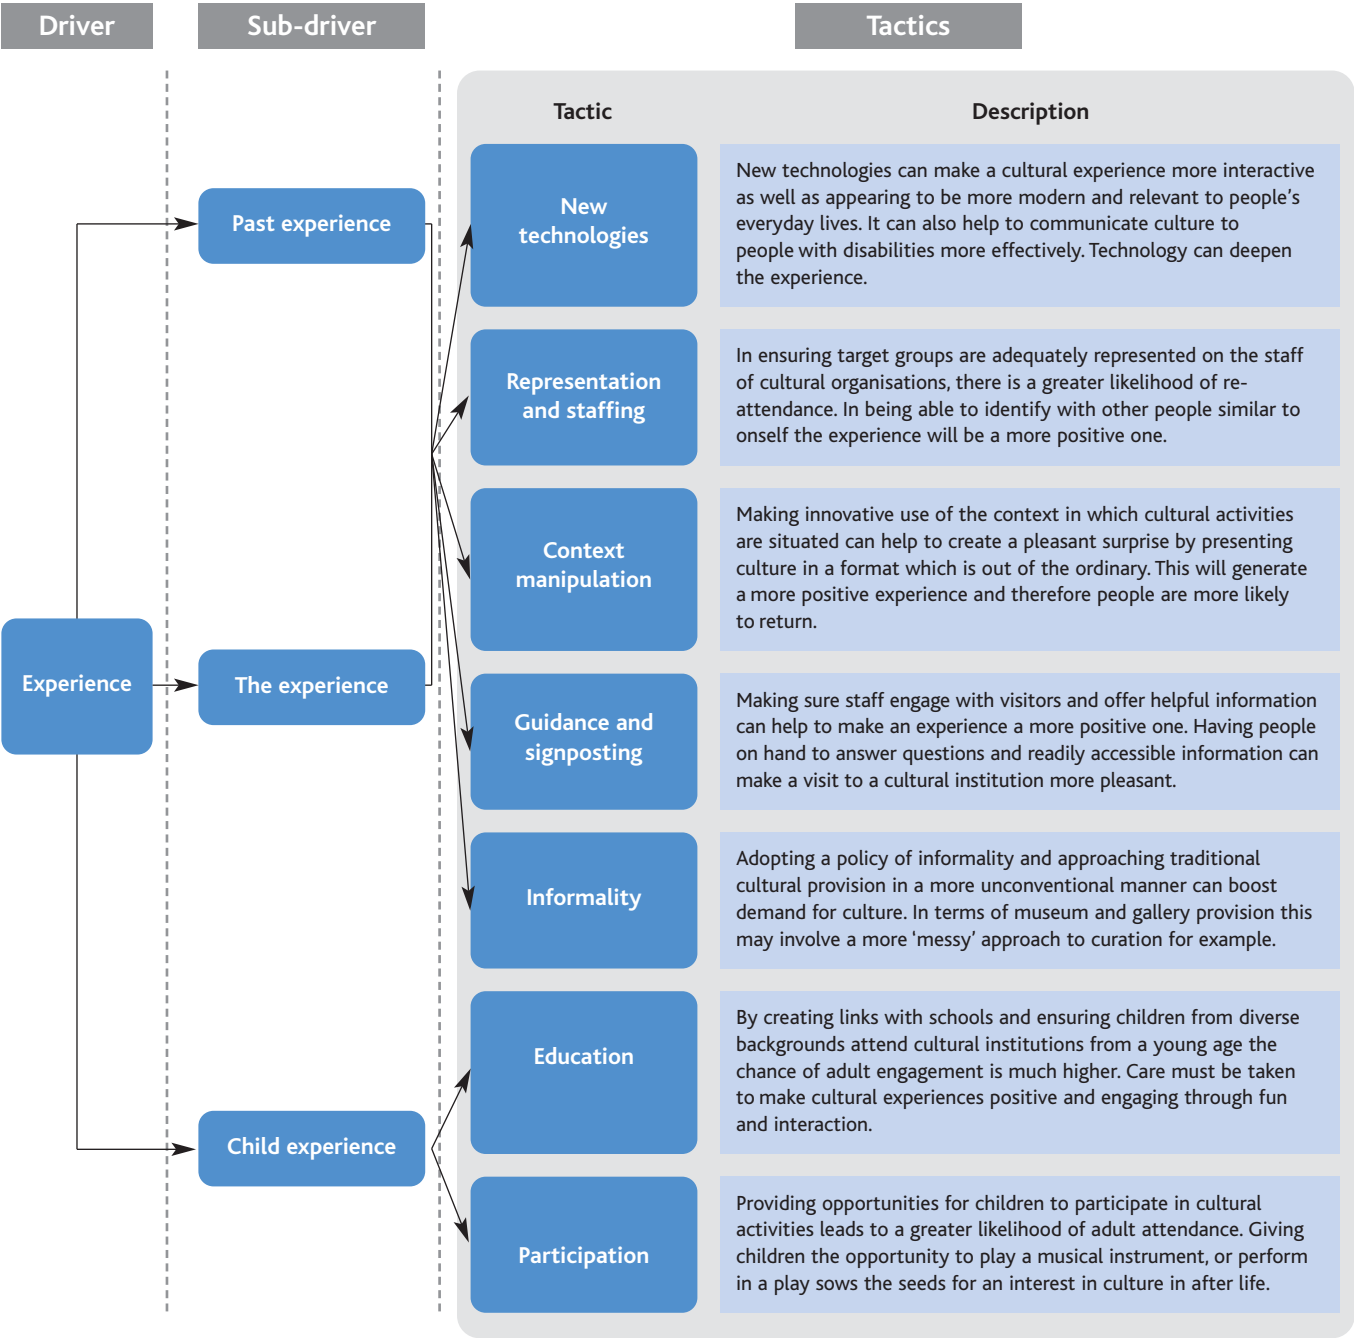 Driver
Sub-driver
Tactics
Tactic
Description
Past experience
New
technologies
New technologies can make a cultural experience more interactive
as well as appearing to be more modern and relevant to people's
everyday lives. It can also help to communicate culture to
people with disabilities more effectively. Technology can deepen
the experience.
Representation
and staffing
In ensuring target groups are adequately represented on the staff
of cultural organisations, there is a greater likelihood of re-
attendance. In being able to identify with other people similar to
onself the experience will be a more positive one.
Context
manipulation
Making innovative use of the context in which cultural activities
are situated can help to create a pleasant surprise by presenting
culture in a format which is out of the ordinary. This will generate
a more positive experience and therefore people are more likely
to return.
Experience
The experience
Guidance and
signposting
Making sure staff engage with visitors and offer helpful information
can help to make an experience a more positive one. Having people
on hand to answer questions and readily accessible information can
make a visit to a cultural institution more pleasant.
Informality
Adopting a policy of informality and approaching traditional
cultural provision in a more unconventional manner can boost
demand for culture. In terms of museum and gallery provision this
may involve a more 'messy' approach to curation for example.
Education
By creating links with schools and ensuring children from diverse
backgrounds attend cultural institutions from a young age the
chance of adult engagement is much higher. Care must be taken
to make cultural experiences positive and engaging through fun
and interaction.
Child experience
Participation
Providing opportunities for children to participate in cultural
activities leads to a greater likelihood of adult attendance. Giving
children the opportunity to play a musical instrument, or perform
in a play sows the seeds for an interest in culture in after life.